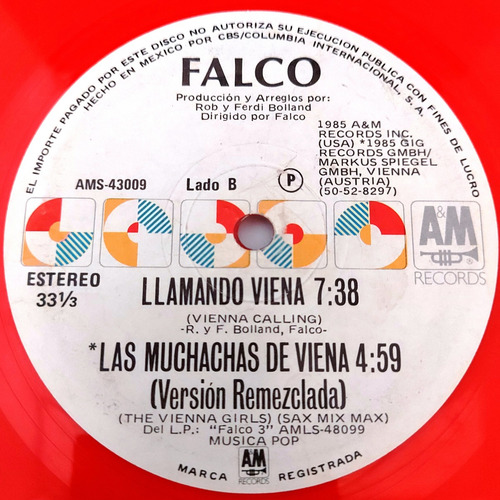 EL IMPORTE PAGADO POR ESTE DISCO NO AUTORIZA SU EJECUCION PUBLICA CON FINES DE LUCRO
HECHO EN MEXICO POR CBS/COLUMBIA INTERNACIONAL, S. A.
FALCO
Producción y Arreglos por:
Rob y Ferdi Bolland
Dirigido por Falco
1985 A&M
RECORDS INC.
(USA) *1985 GIG
RECORDS GMBH/
MARKUS SPIEGEL
GMBH, VIENNA
(AUSTRIA)
(50-52-8297)
AMS-43009 Lado B P
A&M
RECORDS
ESTEREO
33⅓
LLAMANDO VIENA 7:38
(VIENNA CALLING)
-R. y F. Bolland, Falco-
*LAS MUCHACHAS DE VIENA 4:59
(Versión Remezclada)
(THE VIENNA GIRLS) (SAX MIX MAX)
Del L.P.: "Falco 3" AMLS-48099
MUSICA POP
A&M
RECORDS
MARCA REGISTRADA